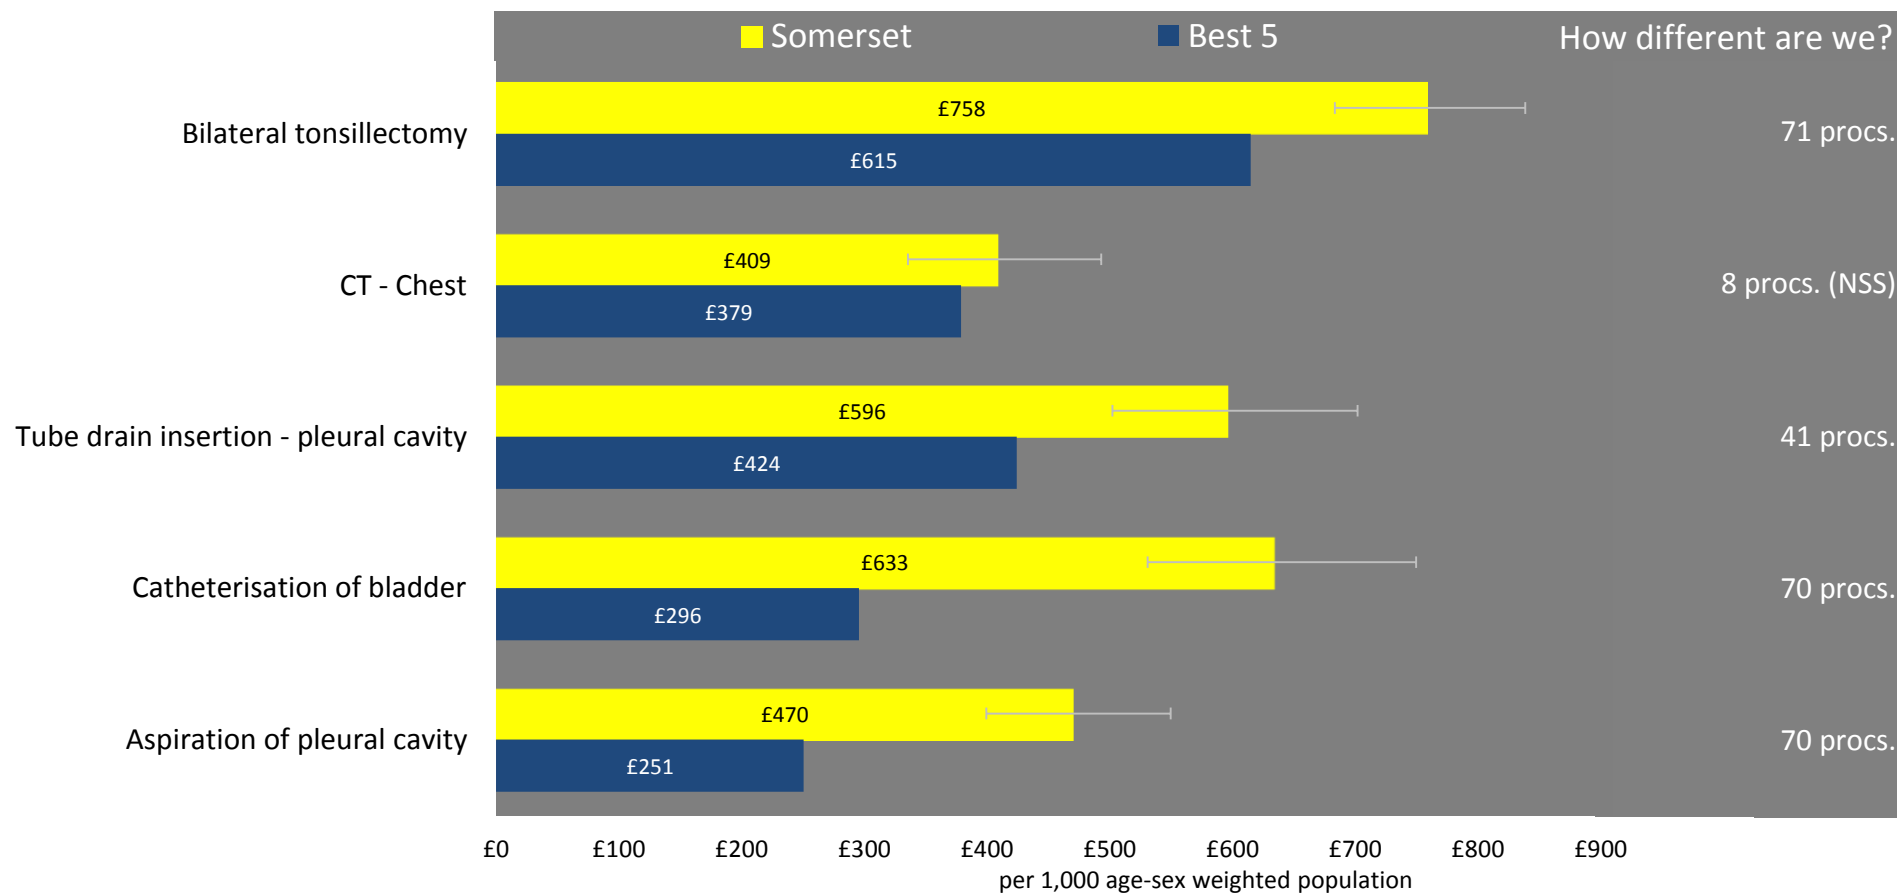 Somerset Best 5 How different are we?
Bilateral tonsillectomy £758 £615 71 procs.
CT - Chest £409 £379 8 procs. (NSS)
Tube drain insertion - pleural cavity £596 £424 41 procs.
Catheterisation of bladder £633 £296 70 procs.
Aspiration of pleural cavity £470 £251 70 procs.
£0 £100 £200 £300 £400 £500 £600 £700 £800 £900
per 1,000 age-sex weighted population